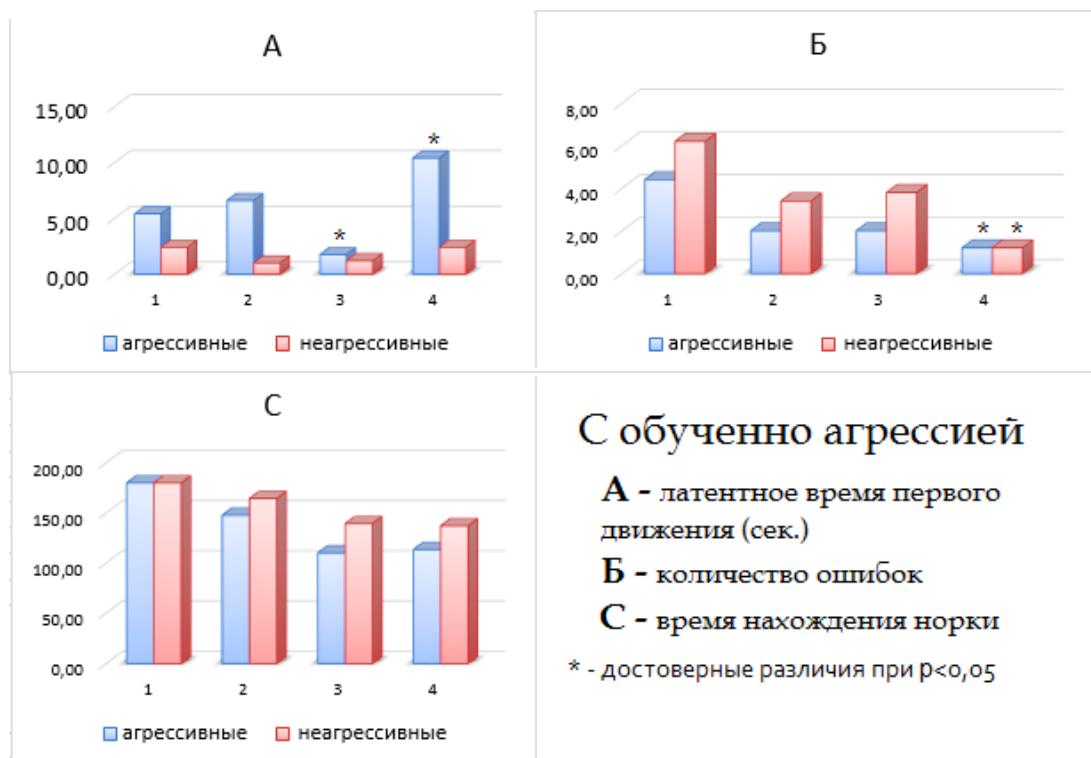 А
15,00
10,00
5,00
0,00
*
*
1 2 3 4
агрессивные неагрессивные
Б
8,00
6,00
4,00
2,00
0,00
* *
1 2 3 4
агрессивные неагрессивные
С
200,00
150,00
100,00
50,00
0,00
1 2 3 4
агрессивные неагрессивные
С обученно агрессией
А - латентное время первого
движения (сек.)
Б - количество ошибок
С - время нахождения норки
* - достоверные различия при p<0,05